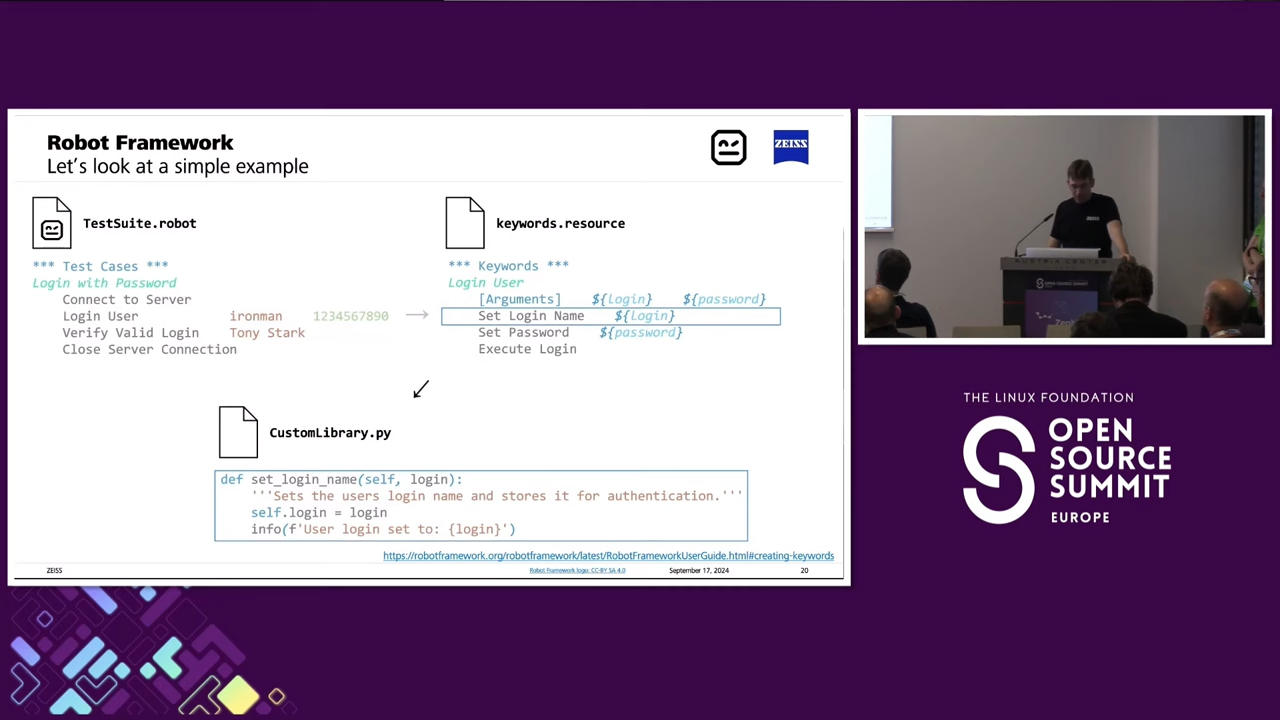 Robot Framework
Let's look at a simple example
ZEISS
TestSuite.robot
*** Test Cases ***
Login with Password
Connect to Server
Login User ironman 1234567890
Verify Valid Login Tony Stark
Close Server Connection
keywords.resource
*** Keywords ***
Login User
[Arguments] ${login} ${password}
Set Login Name ${login}
Set Password ${password}
Execute Login
CustomLibrary.py
def set_login_name(self, login):
'''Sets the users login name and stores it for authentication.'''
self.login = login
info(f'User login set to: {login}')
https://robotframework.org/robotframework/latest/RobotFrameworkUserGuide.html#creating-keywords
ZEISS
Robot Framework logo: CC-BY SA 4.0
September 17, 2024
20
AUSTRIA CENTER
OPEN SOURCE SUMMIT
THE LINUX FOUNDATION
OPEN
SOURCE
SUMMIT
EUROPE